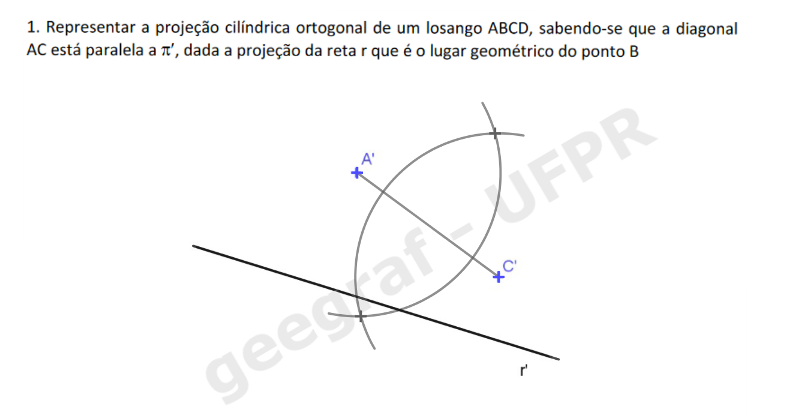 1. Representar a projeção cilíndrica ortogonal de um losango ABCD, sabendo-se que a diagonal
AC está paralela a π', dada a projeção da reta r que é o lugar geométrico do ponto B
A'
geegraf - UFPR
C'
r'